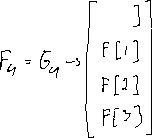 F₄ = G₄ → [ ]
F[1]
F[2]
F[3]